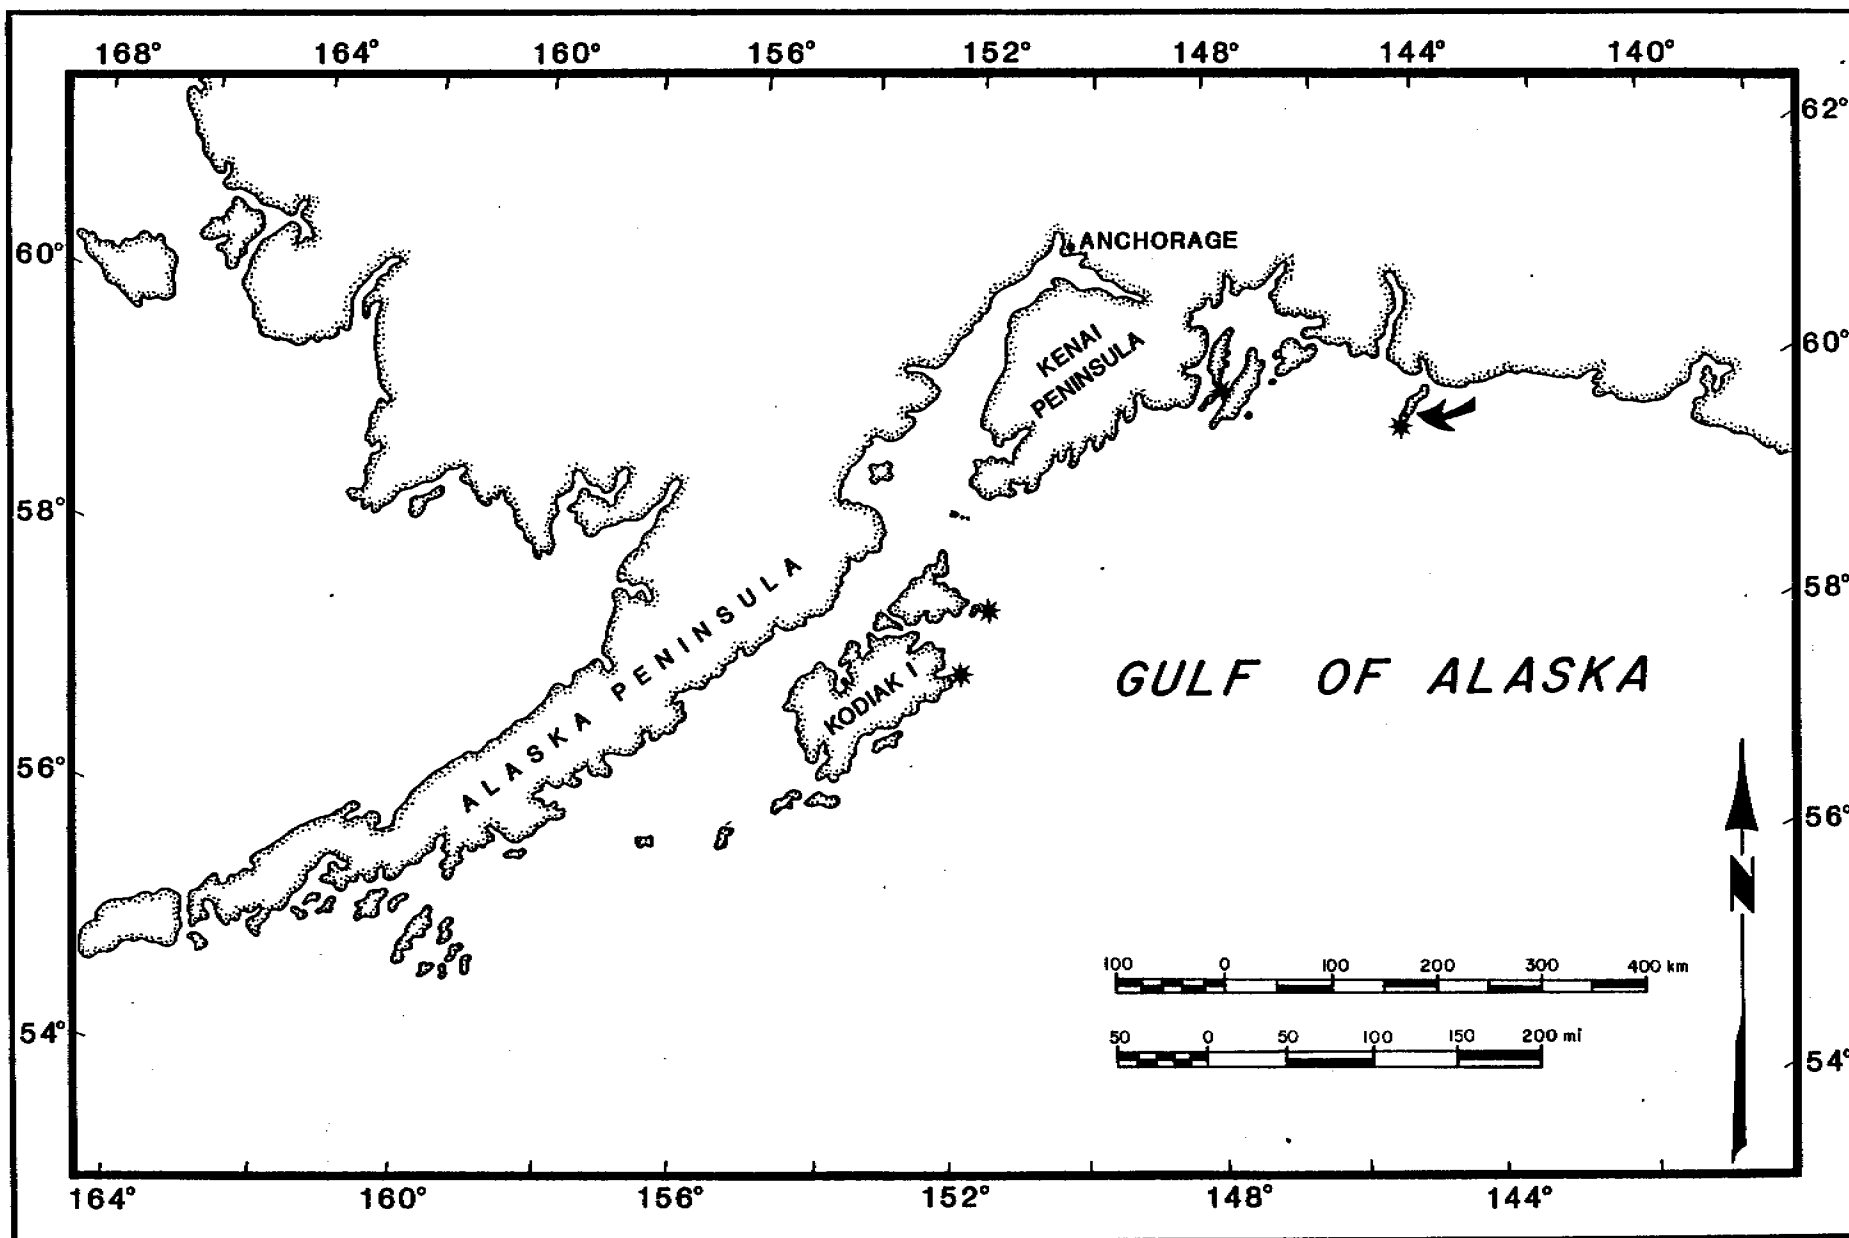 168° 164° 160° 156° 152° 148° 144° 140°
62°
60°
ANCHORAGE
KENAI
PENINSULA
60°
58°
58°
ALASKA PENINSULA
KODIAK I
GULF OF ALASKA
56°
56°
N
100 0 100 200 300 400 km
50 0 50 100 150 200 mi
54°
54°
164° 160° 156° 152° 148° 144°